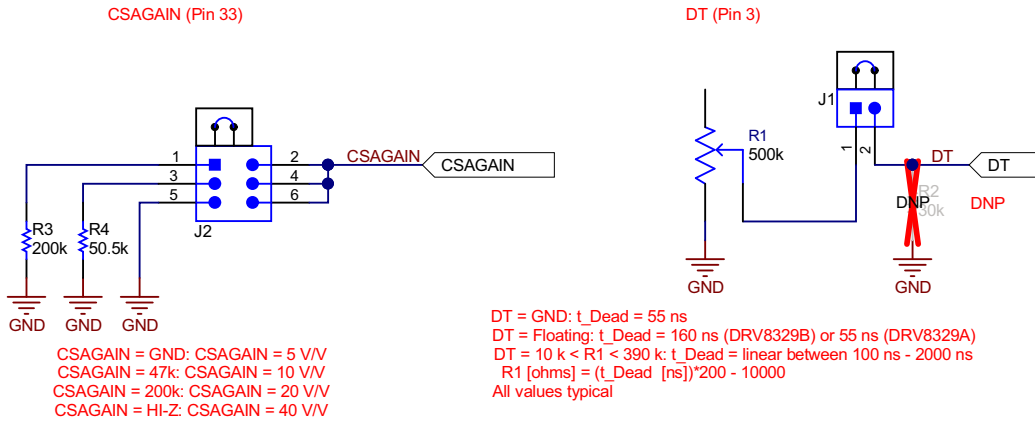 CSAGAIN (Pin 33)
DT (Pin 3)
J1
1
2
R1
500k
DT
DT
R2
30k
DNP
DNP
GND
GND
1
2
3
4
5
6
CSAGAIN
CSAGAIN
J2
R3
200k
R4
50.5k
GND
GND
GND
CSAGAIN = GND: CSAGAIN = 5 V/V
CSAGAIN = 47k: CSAGAIN = 10 V/V
CSAGAIN = 200k: CSAGAIN = 20 V/V
CSAGAIN = HI-Z: CSAGAIN = 40 V/V
DT = GND: t_Dead = 55 ns
DT = Floating: t_Dead = 160 ns (DRV8329B) or 55 ns (DRV8329A)
DT = 10 k < R1 < 390 k: t_Dead = linear between 100 ns - 2000 ns
R1 [ohms] = (t_Dead [ns])*200 - 10000
All values typical